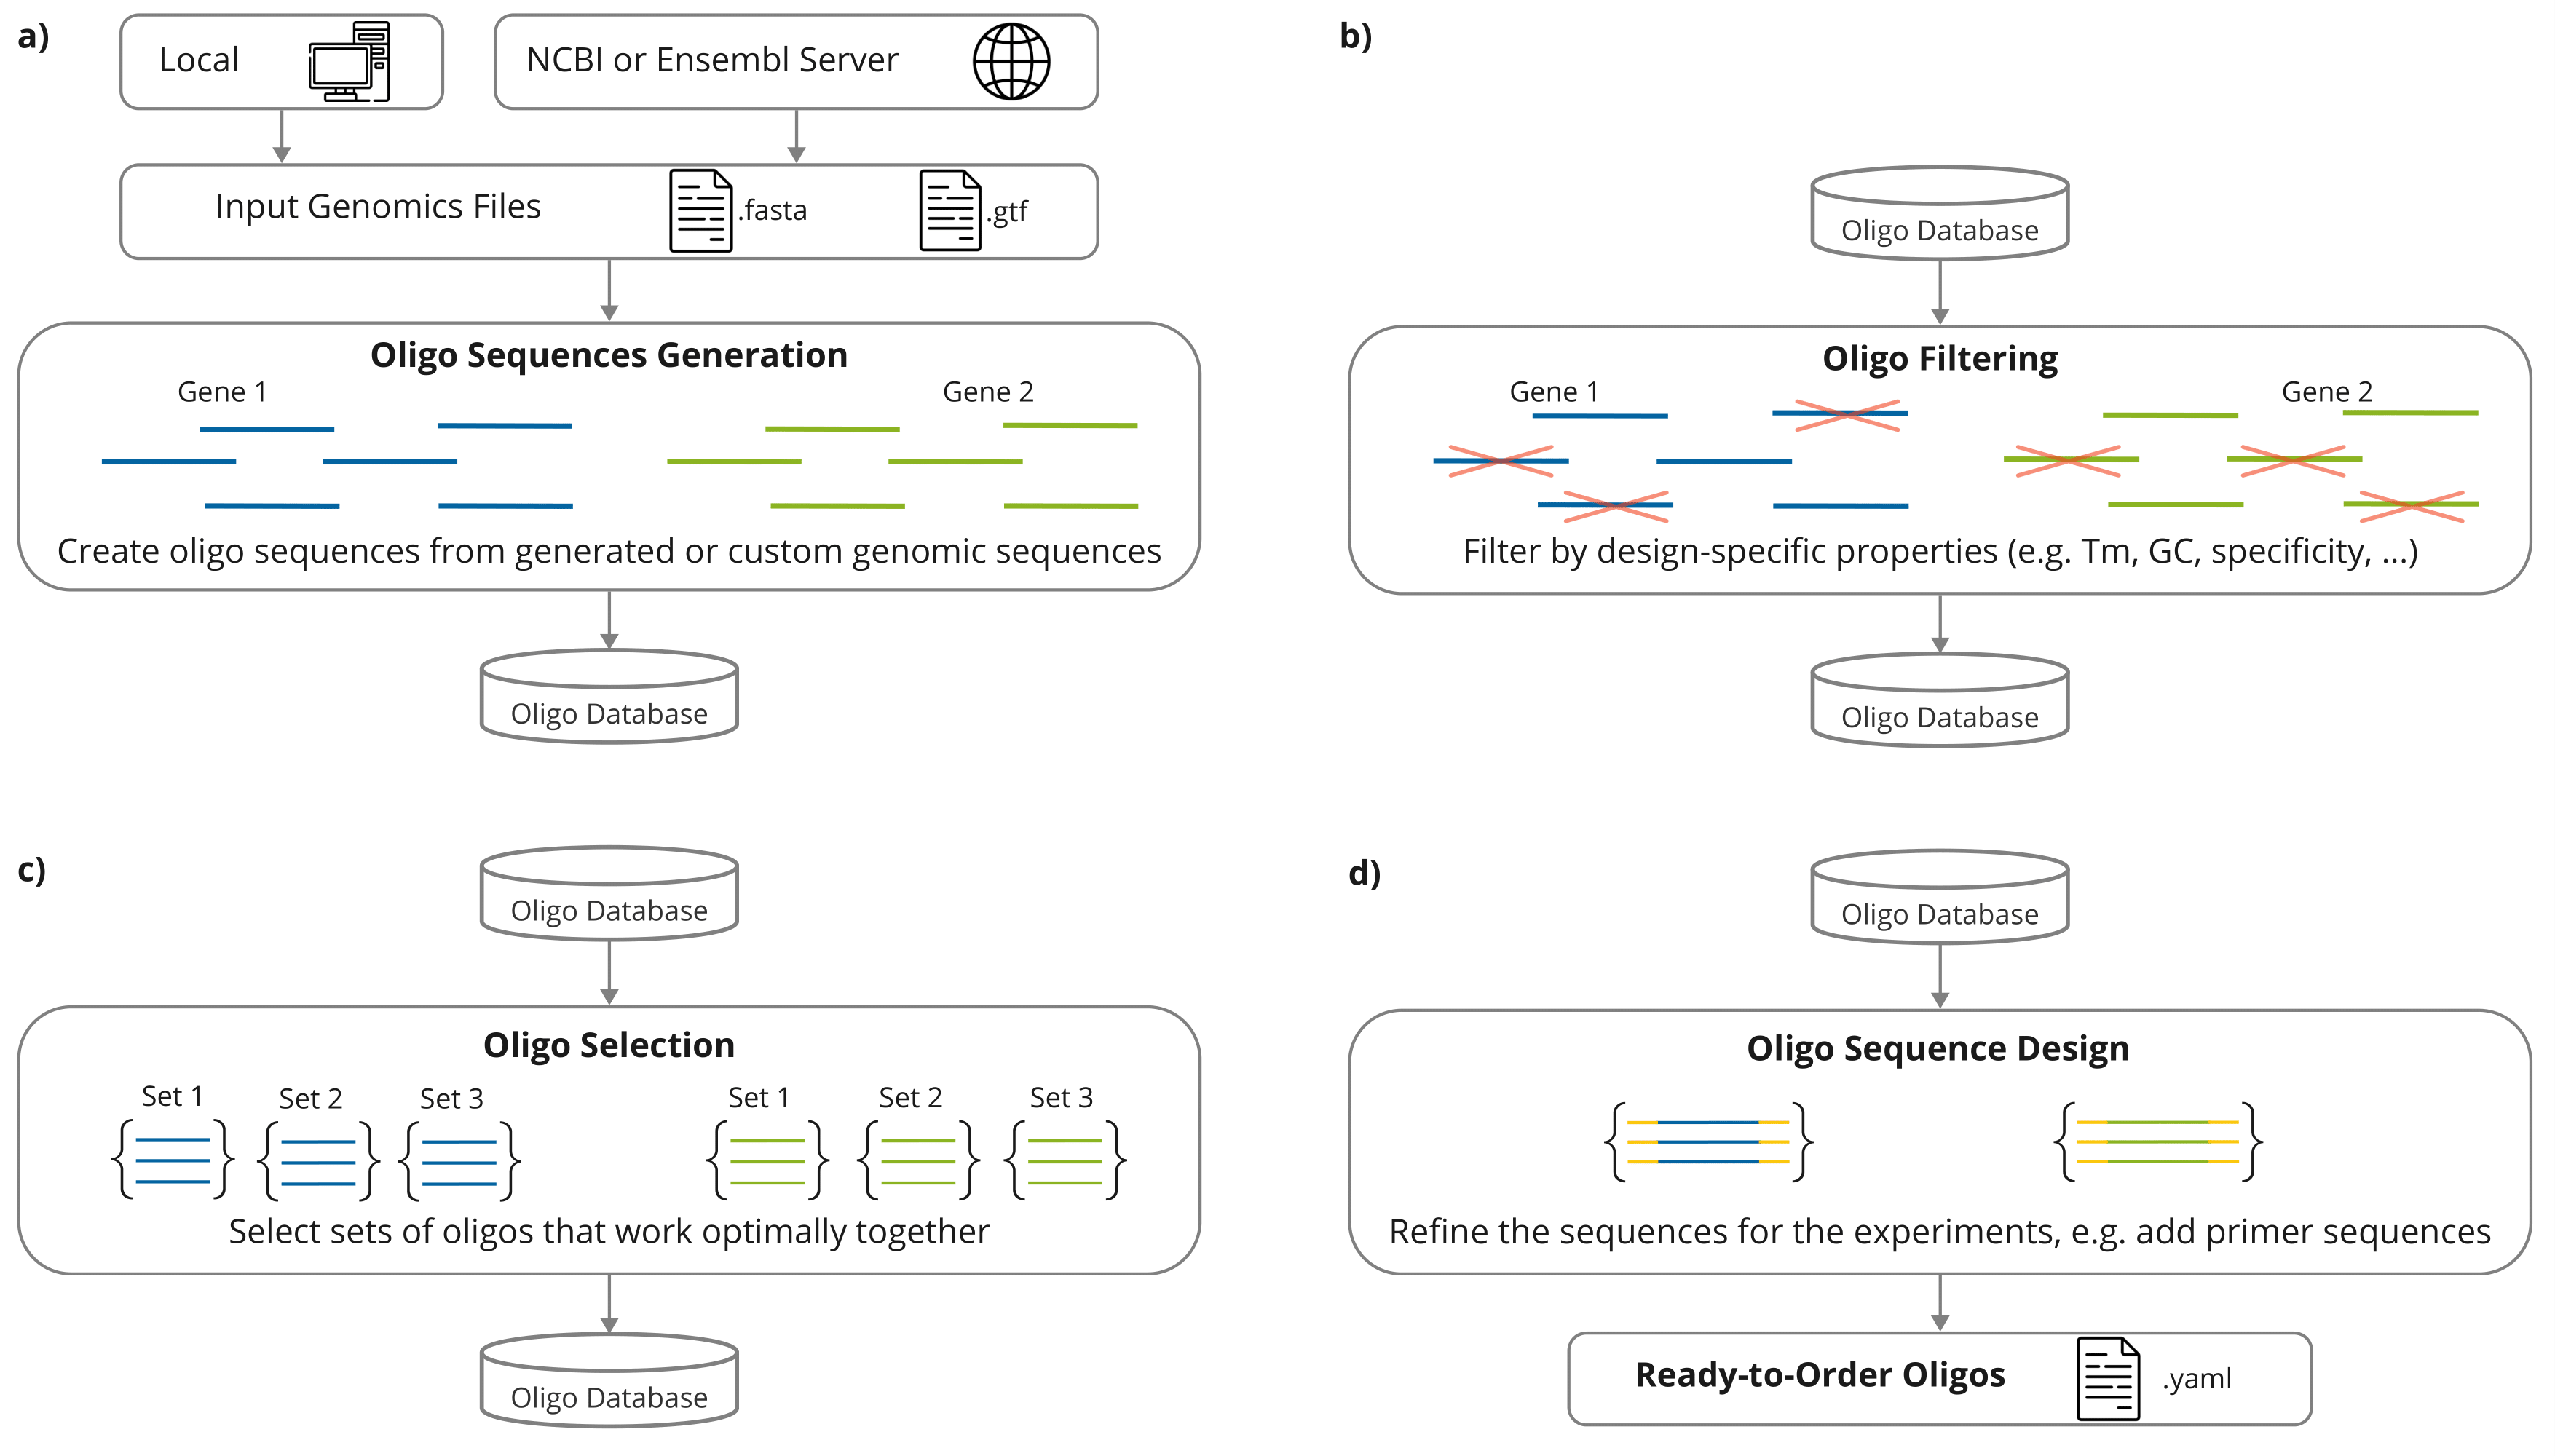 a)
Local
NCBI or Ensembl Server
Input Genomics Files
.fasta
.gtf
Oligo Sequences Generation
Gene 1
Gene 2
Create oligo sequences from generated or custom genomic sequences
Oligo Database
b)
Oligo Database
Oligo Filtering
Gene 1
Gene 2
Filter by design-specific properties (e.g. Tm, GC, specificity, ...)
Oligo Database
c)
Oligo Database
Oligo Selection
Set 1
Set 2
Set 3
Set 1
Set 2
Set 3
Select sets of oligos that work optimally together
Oligo Database
d)
Oligo Database
Oligo Sequence Design
Refine the sequences for the experiments, e.g. add primer sequences
Ready-to-Order Oligos
.yaml